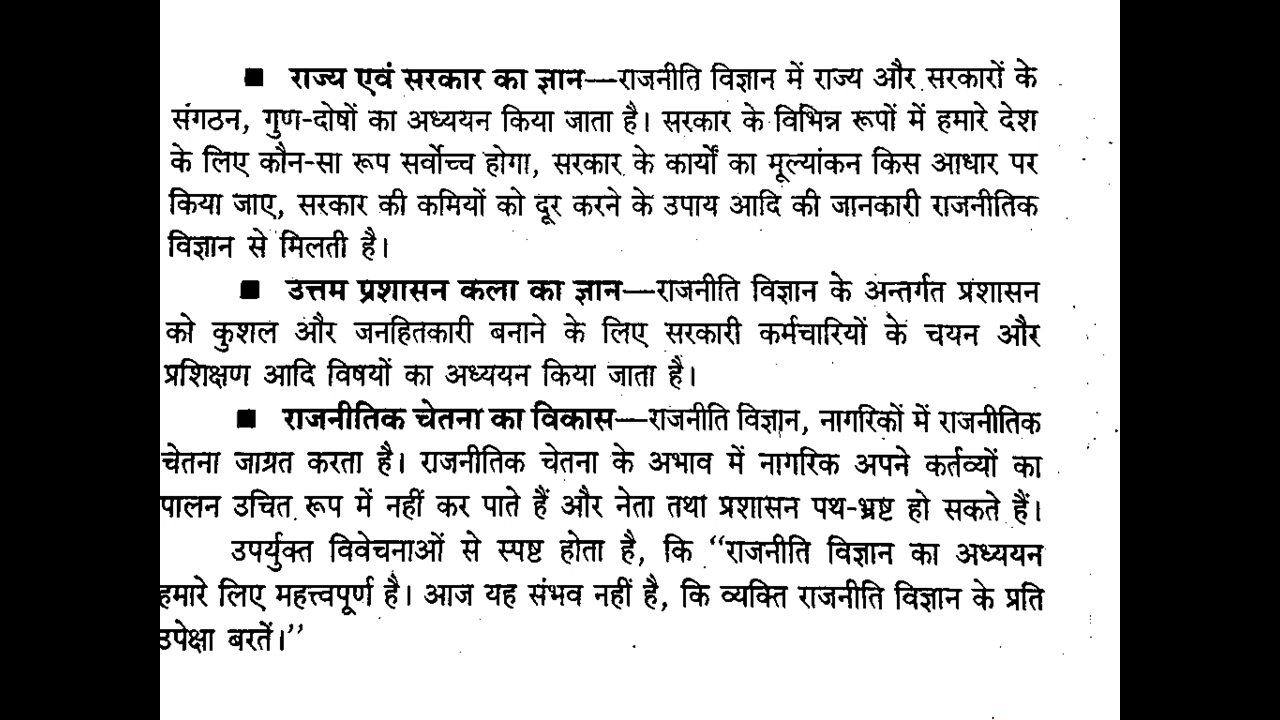 ■ राज्य एवं सरकार का ज्ञान—राजनीति विज्ञान में राज्य और सरकारों के
संगठन, गुण-दोषों का अध्ययन किया जाता है। सरकार के विभिन्न रूपों में हमारे देश
के लिए कौन-सा रूप सर्वोच्च होगा, सरकार के कार्यों का मूल्यांकन किस आधार पर
किया जाए, सरकार की कमियों को दूर करने के उपाय आदि की जानकारी राजनीतिक
विज्ञान से मिलती है।
■ उत्तम प्रशासन कला का ज्ञान—राजनीति विज्ञान के अन्तर्गत प्रशासन
को कुशल और जनहितकारी बनाने के लिए सरकारी कर्मचारियों के चयन और
प्रशिक्षण आदि विषयों का अध्ययन किया जाता है।
■ राजनीतिक चेतना का विकास—राजनीति विज्ञान, नागरिकों में राजनीतिक
चेतना जाग्रत करता है। राजनीतिक चेतना के अभाव में नागरिक अपने कर्तव्यों का
पालन उचित रूप में नहीं कर पाते हैं और नेता तथा प्रशासन पथ-भ्रष्ट हो सकते हैं।
उपर्युक्त विवेचनाओं से स्पष्ट होता है, कि “राजनीति विज्ञान का अध्ययन
हमारे लिए महत्त्वपूर्ण है। आज यह संभव नहीं है, कि व्यक्ति राजनीति विज्ञान के प्रति
उपेक्षा बरतें।”